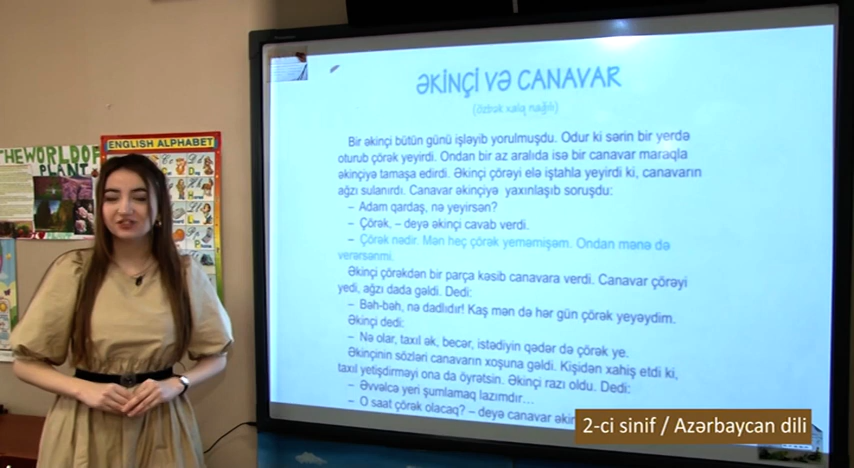 THE WORLD OF
PLANT
ENGLISH ALPHABET
ƏKİNÇİ VƏ CANAVAR
(özbək xalq nağılı)
Bir əkinçi bütün günü işləyib yorulmuşdu. Odur ki sərin bir yerdə
oturub çörək yeyirdi. Ondan bir az aralıda isə bir canavar maraqla
əkinçiyə tamaşa edirdi. Əkinçi çörəyi elə iştahla yeyirdi ki, canavarın
ağzı sulanırdı. Canavar əkinçiyə yaxınlaşıb soruşdu:
– Adam qardaş, nə yeyirsən?
– Çörək, – deyə əkinçi cavab verdi.
– Çörək nədir. Mən heç çörək yeməmişəm. Ondan mənə də
verərsənmi.
Əkinçi çörəkdən bir parça kəsib canavara verdi. Canavar çörəyi
yedi, ağzı dada gəldi. Dedi:
– Bəh-bəh, nə dadlıdır! Kaş mən də hər gün çörək yeyəydim.
Əkinçi dedi:
– Nə olar, taxıl ək, becər, istədiyin qədər də çörək ye.
Əkinçinin sözləri canavarın xoşuna gəldi. Kişidən xahiş etdi ki,
taxıl yetişdirməyi ona da öyrətsin. Əkinçi razı oldu. Dedi:
– Əvvəlcə yeri şumlamaq lazımdır...
– O saat çörək olacaq? – deyə canavar
2-ci sinif / Azərbaycan dili